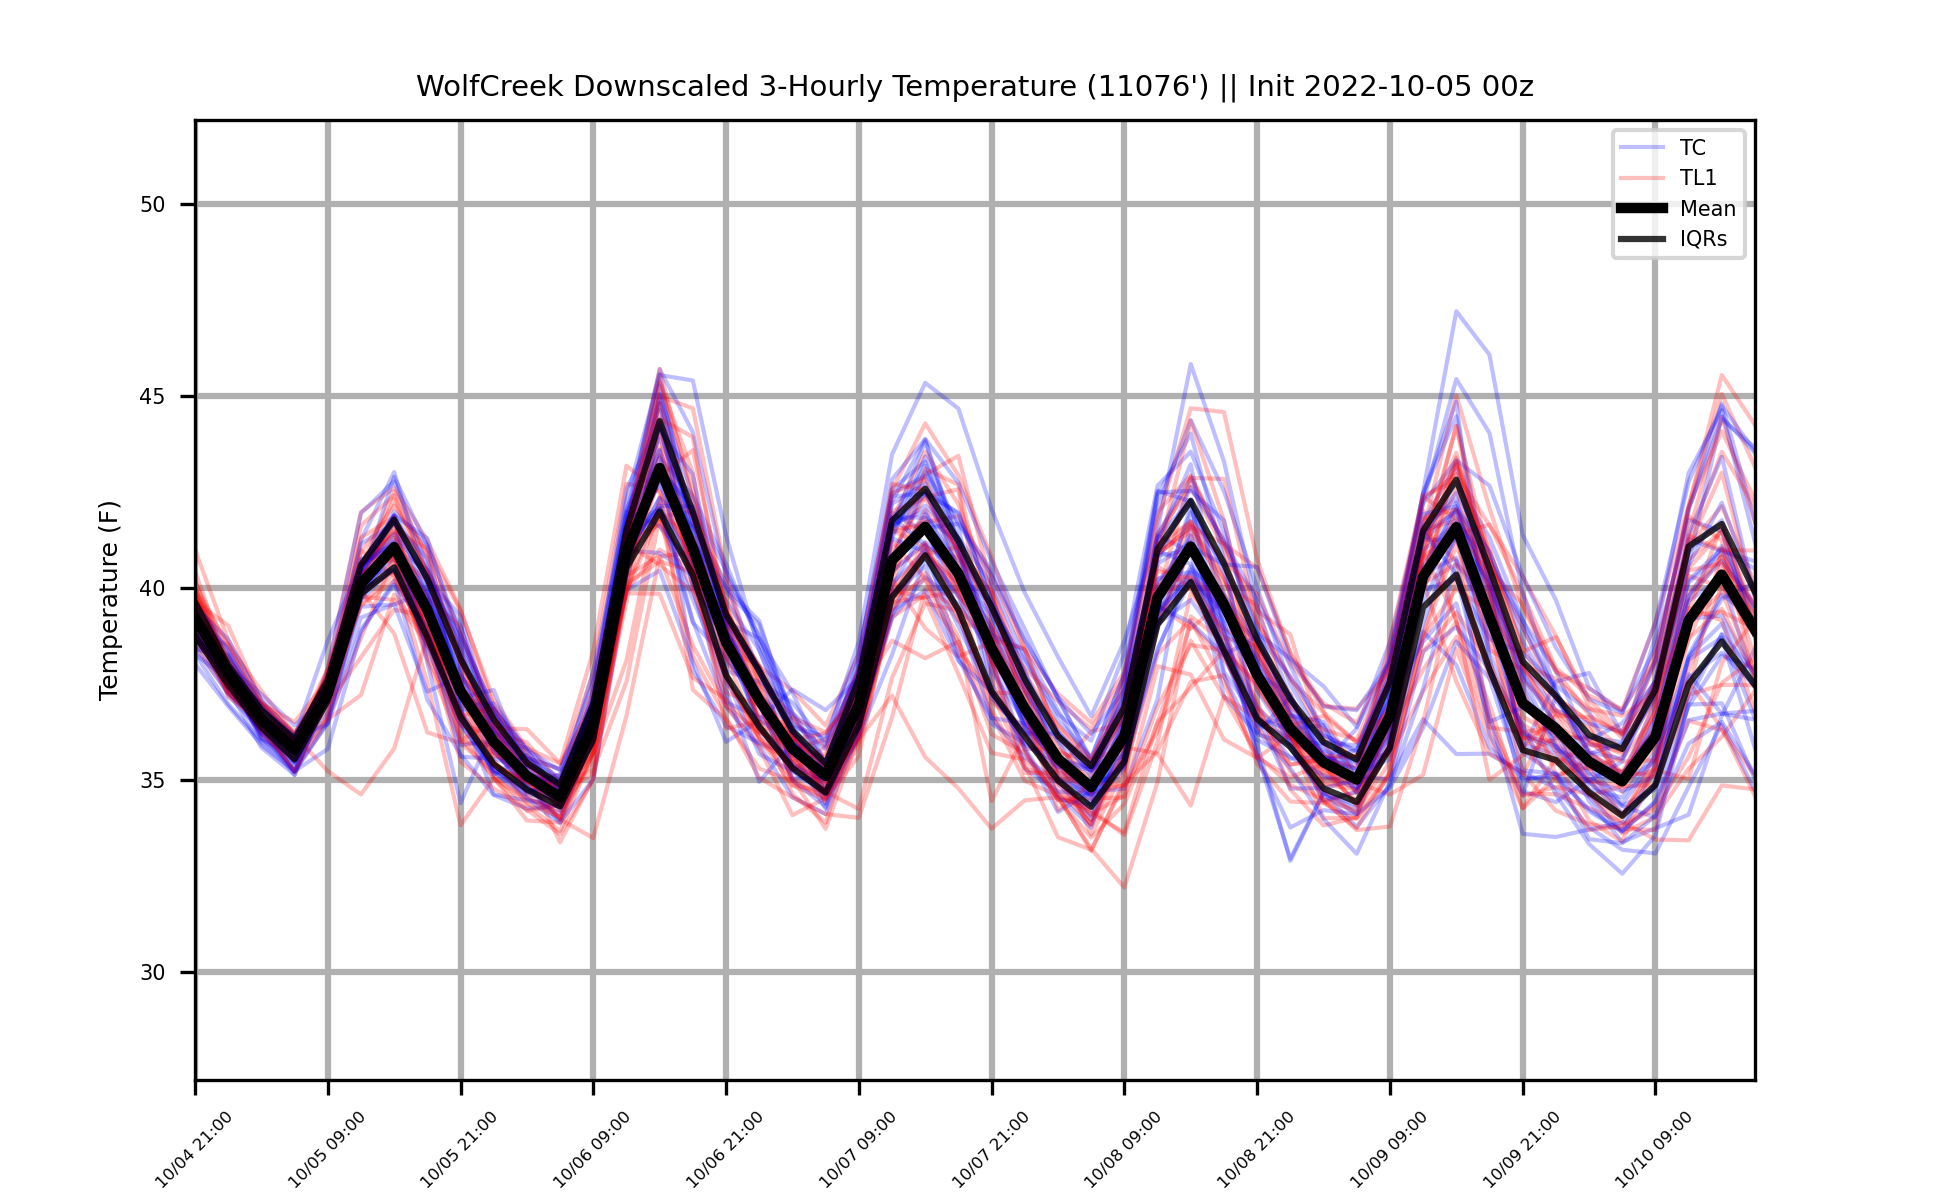 WolfCreek Downscaled 3-Hourly Temperature (11076') || Init 2022-10-05 00z
TC
TL1
Mean
IQRs
Temperature (F)
50
45
40
35
30
10/04 21:00
10/05 09:00
10/05 21:00
10/06 09:00
10/06 21:00
10/07 09:00
10/07 21:00
10/08 09:00
10/08 21:00
10/09 09:00
10/09 21:00
10/10 09:00